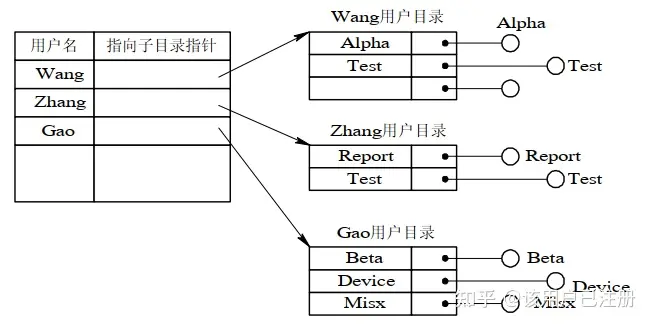 用户名 指向子目录指针
Wang
Zhang
Gao
Wang用户目录
Alpha Alpha
Test Test
Zhang用户目录
Report Report
Test Test
Gao用户目录
Beta Beta
Device Device
Misx Misx
知乎 @该用户已注册